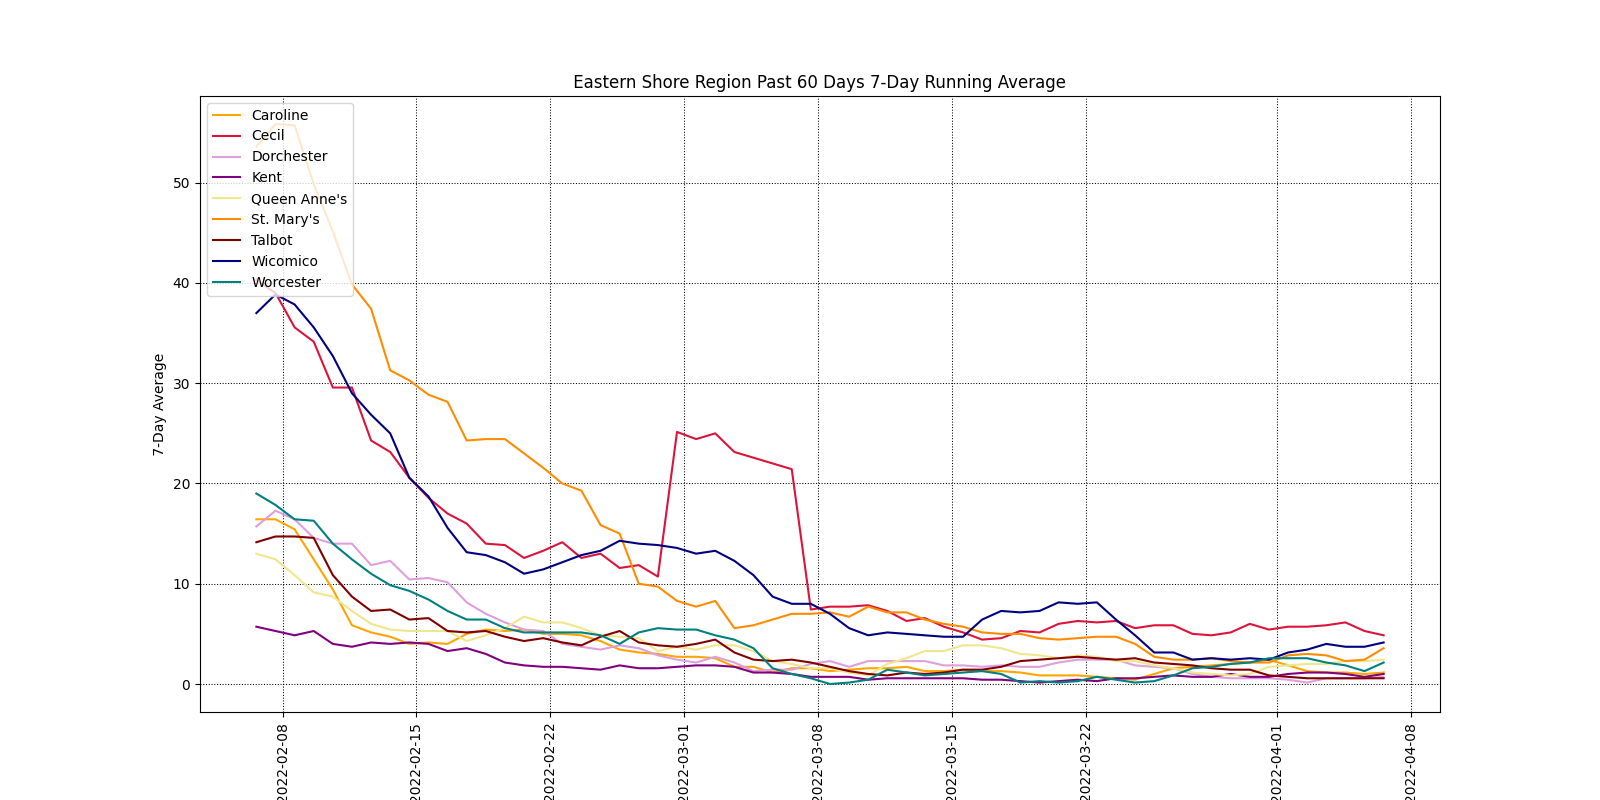 Eastern Shore Region Past 60 Days 7-Day Running Average
Caroline
Cecil
Dorchester
Kent
Queen Anne's
St. Mary's
Talbot
Wicomico
Worcester
7-Day Average
50
40
30
20
10
0
2022-02-08
2022-02-15
2022-02-22
2022-03-01
2022-03-08
2022-03-15
2022-03-22
2022-04-01
2022-04-08